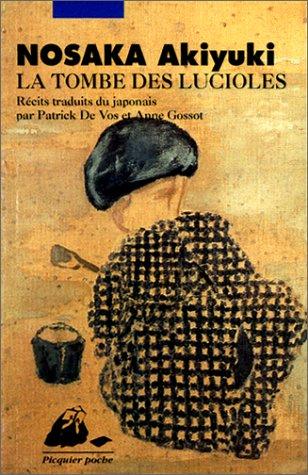 NOSAKA Akiyuki
LA TOMBE DES LUCIOLES
Récits traduits du japonais
par Patrick De Vos et Anne Gossot
Picquier poche